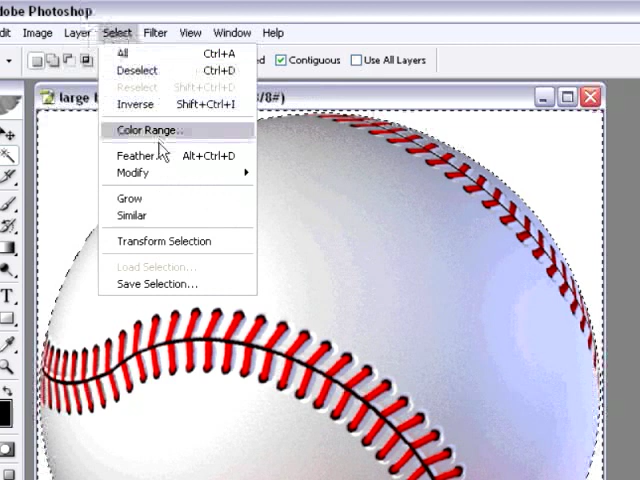 dobe Photoshop
dit Image Layer Select Filter View Window Help
ed Contiguous Use All Layers
large 8/8#)
All Ctrl+A
Deselect Ctrl+D
Reselect Shift+Ctrl+D
Inverse Shift+Ctrl+I
Color Range...
Feather Alt+Ctrl+D
Modify
Grow
Similar
Transform Selection
Load Selection...
Save Selection...
T